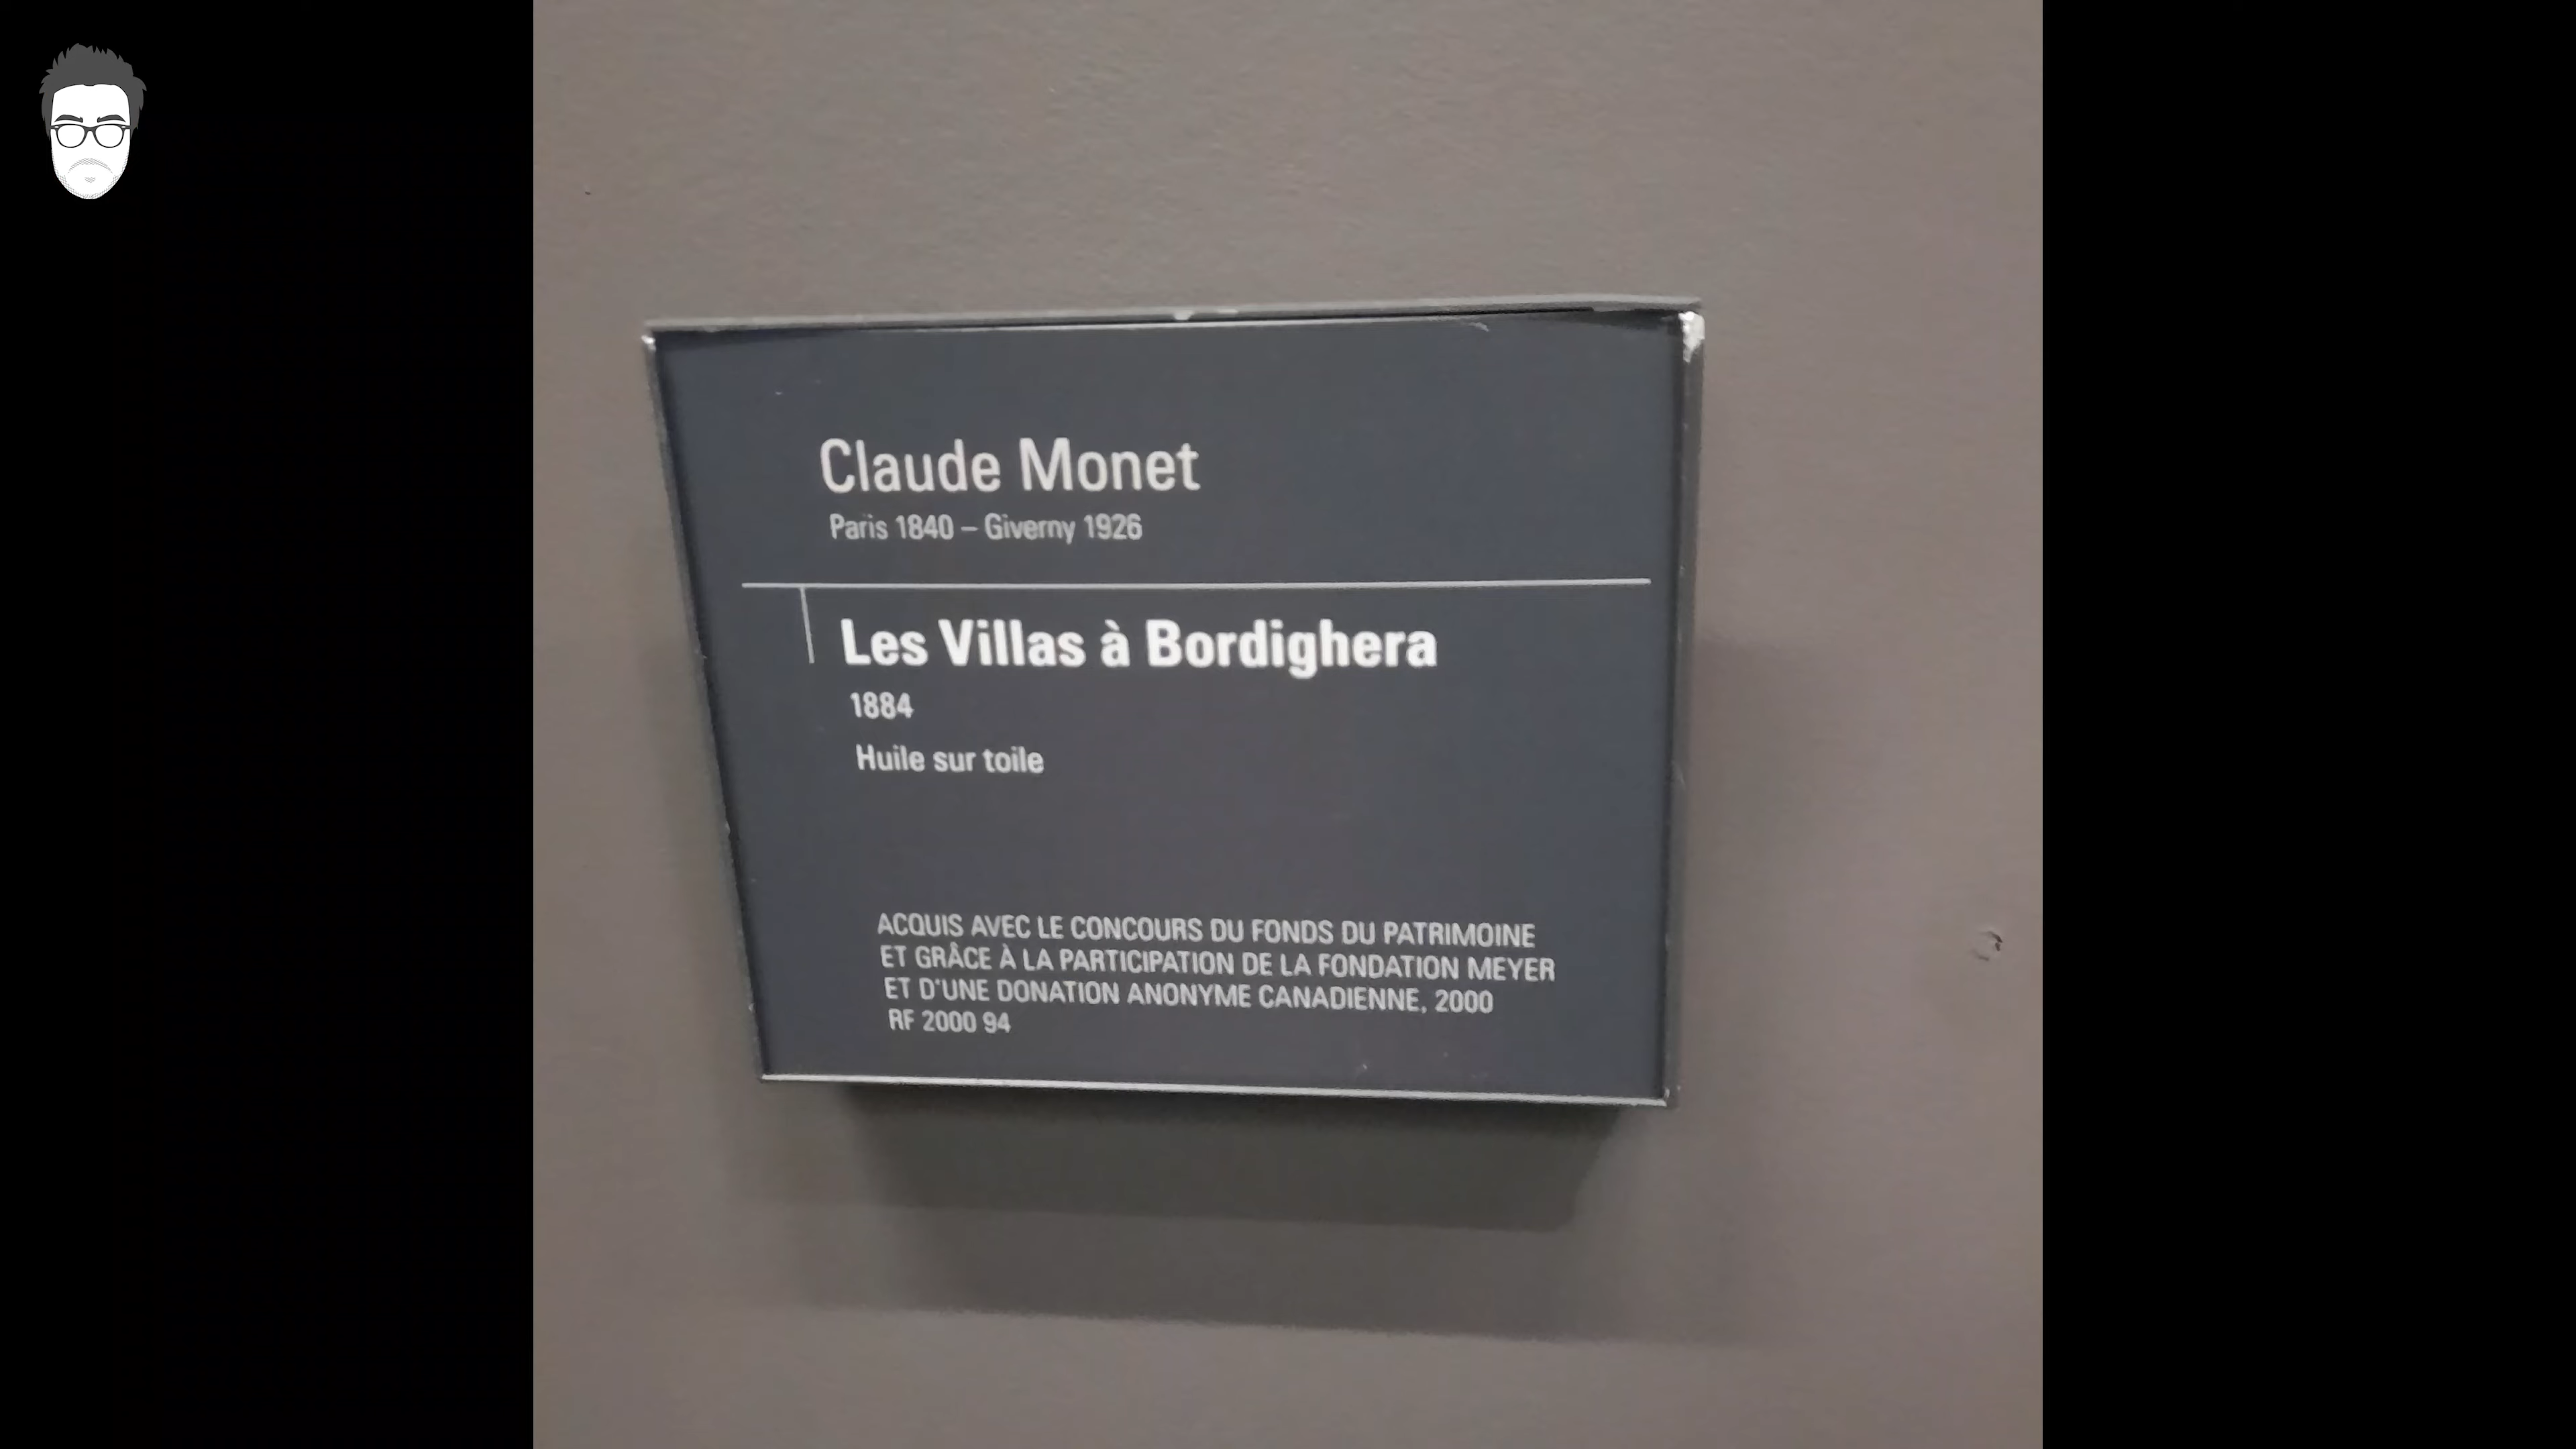 Claude Monet
Paris 1840 – Giverny 1926
Les Villas à Bordighera
1884
Huile sur toile
ACQUIS AVEC LE CONCOURS DU FONDS DU PATRIMOINE
ET GRÂCE À LA PARTICIPATION DE LA FONDATION MEYER
ET D'UNE DONATION ANONYME CANADIENNE, 2000
RF 2000 94